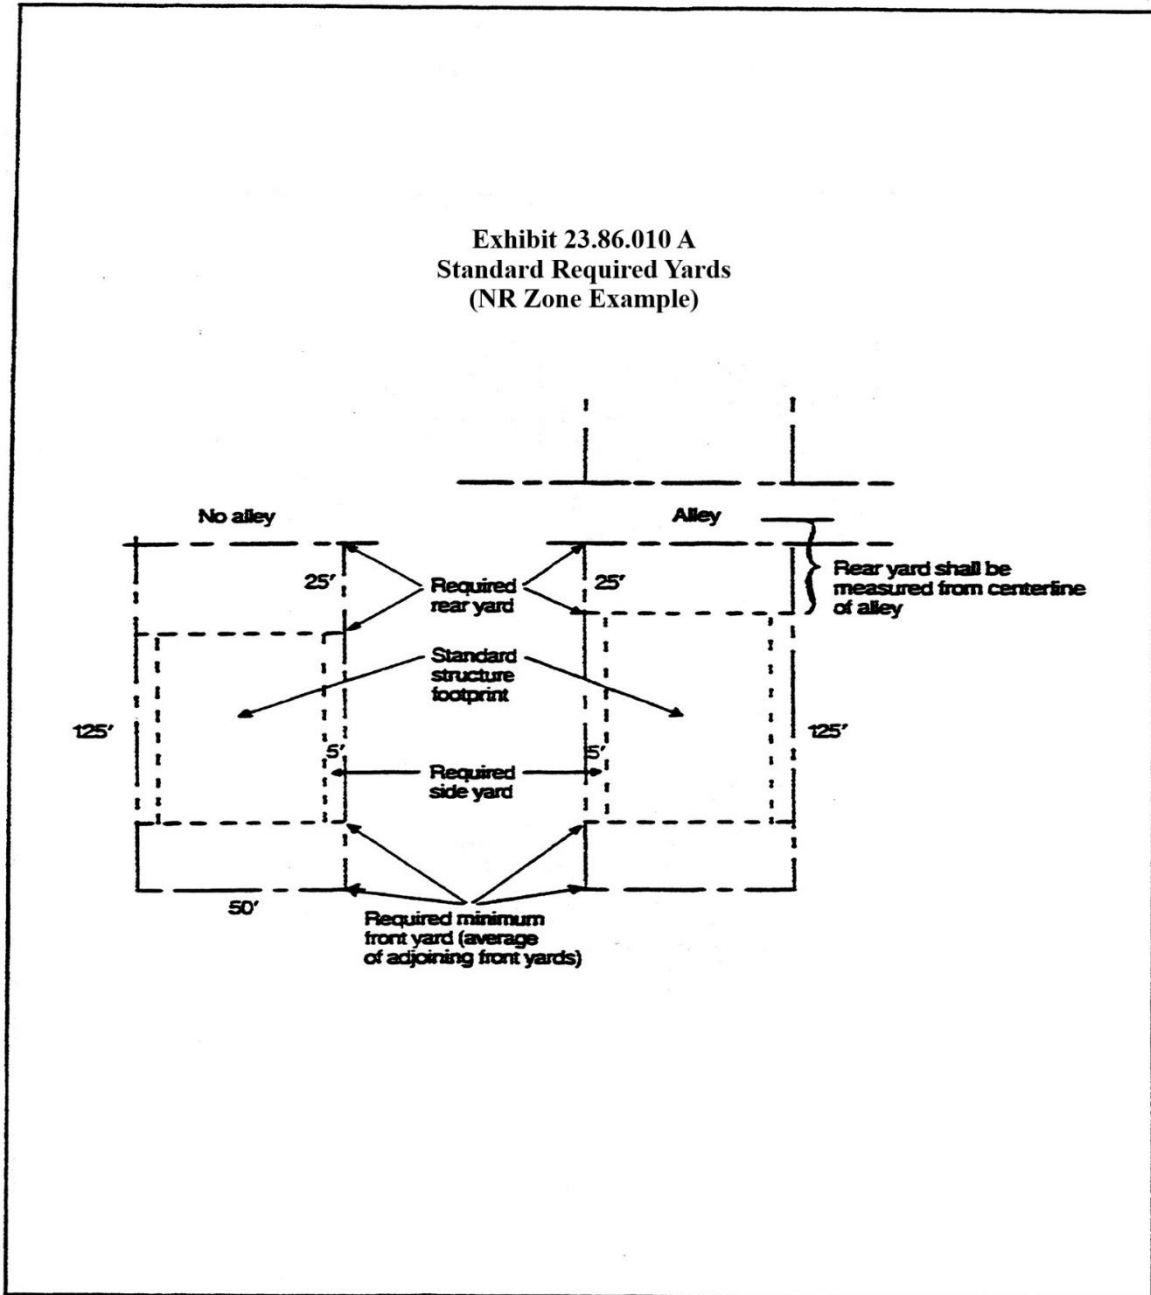 Exhibit 23.86.010 A
Standard Required Yards
(NR Zone Example)
No alley
Alley
25'
Required
rear yard
25'
Rear yard shall be
measured from centerline
of alley
Standard
structure
footprint
125'
5'
5'
125'
Required
side yard
50'
Required minimum
front yard (average
of adjoining front yards)